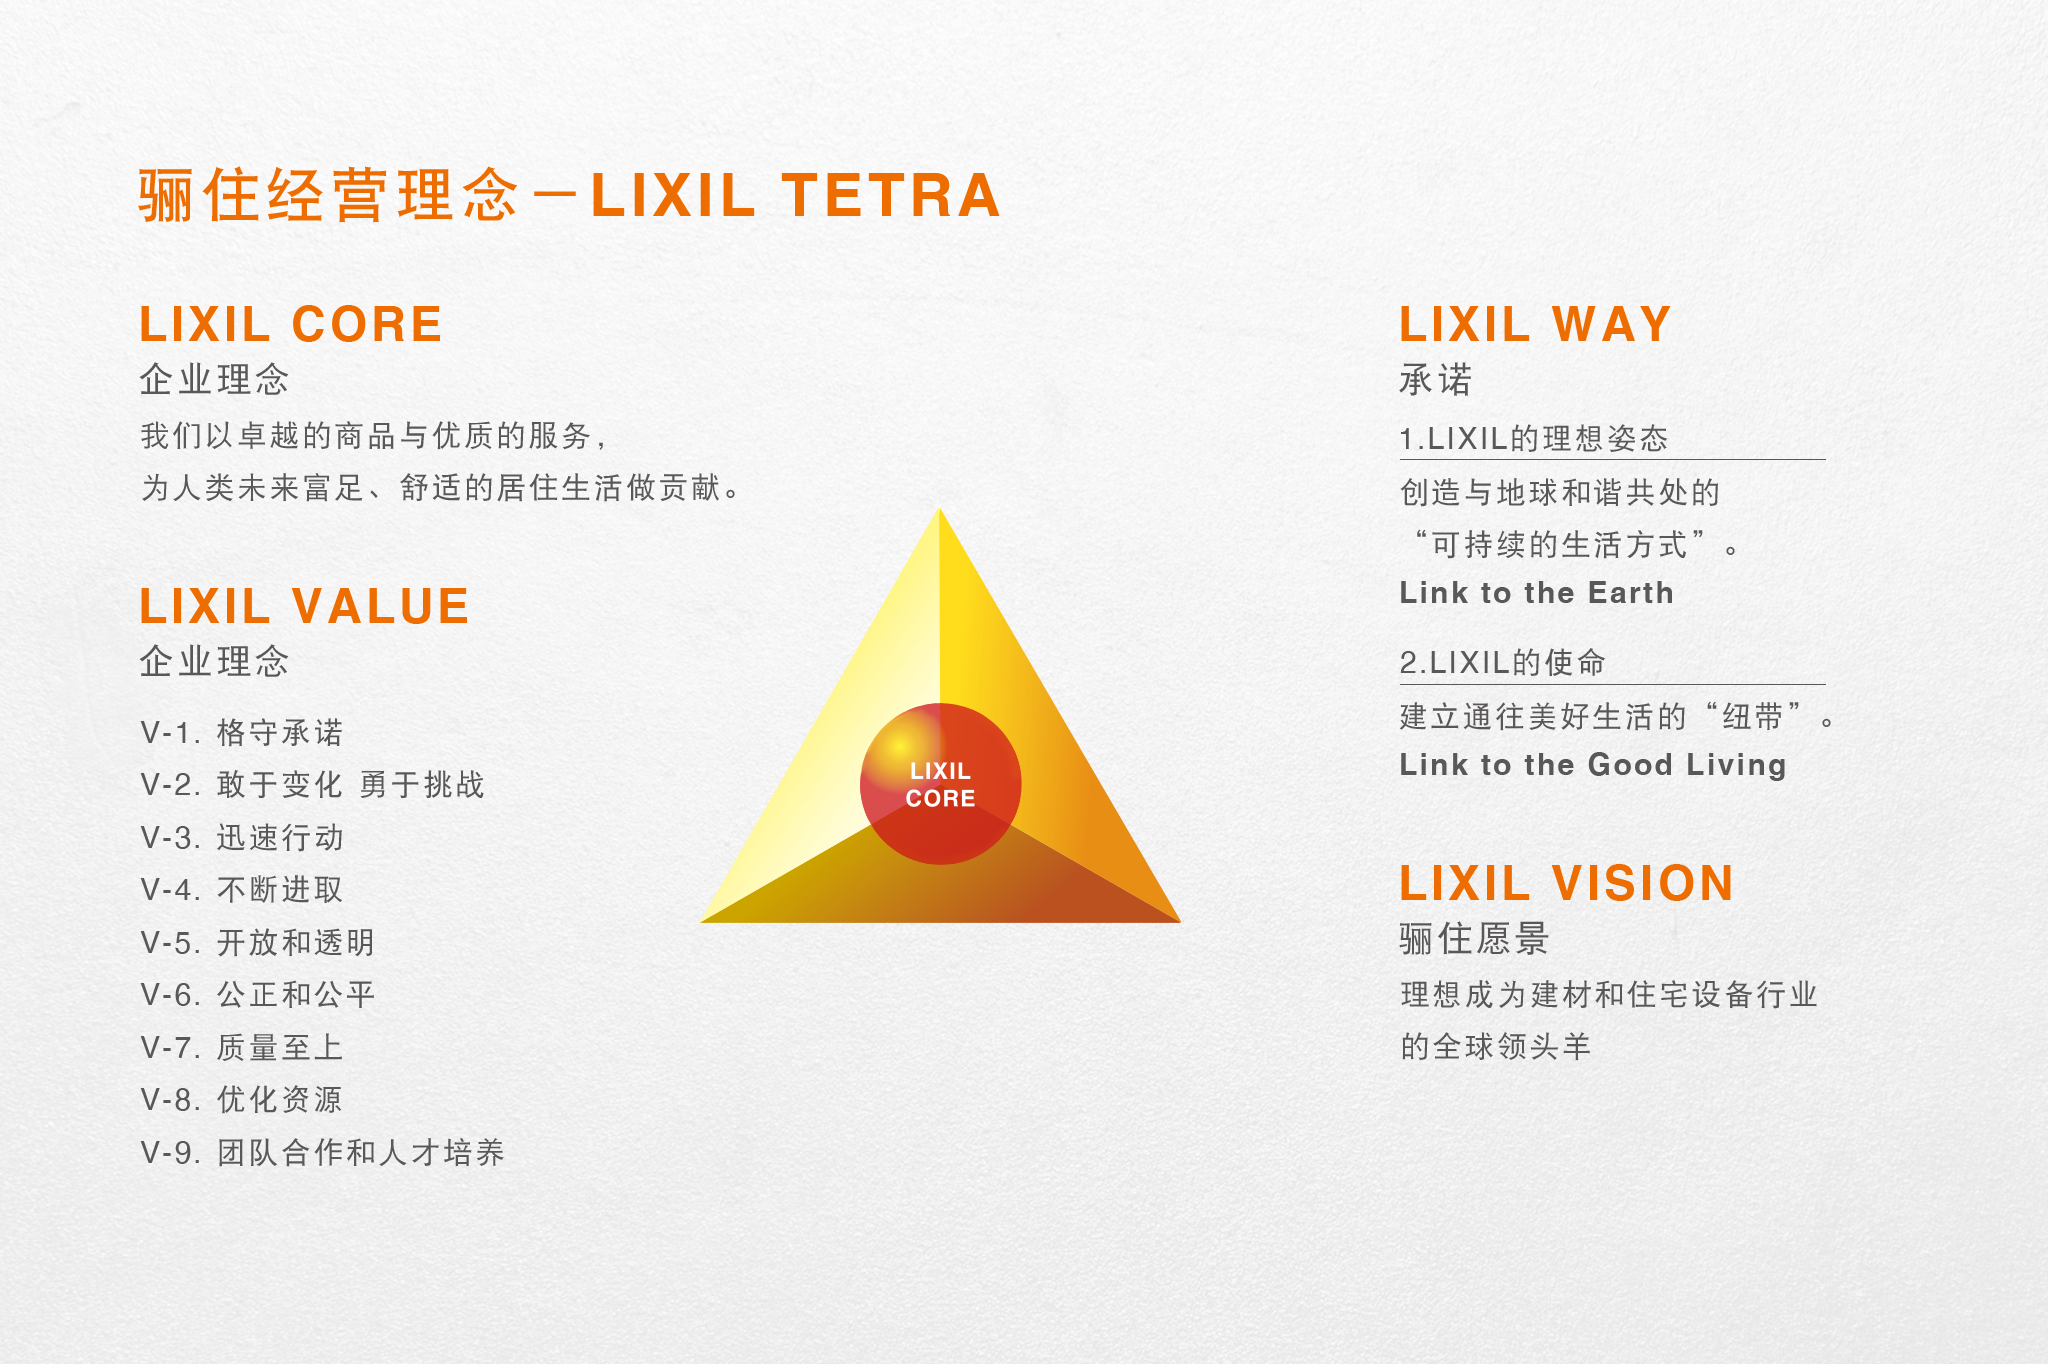 骊住经营理念－LIXIL TETRA
LIXIL CORE
企业理念
我们以卓越的商品与优质的服务，
为人类未来富足、舒适的居住生活做贡献。
LIXIL VALUE
企业理念
V-1. 格守承诺
V-2. 敢于变化 勇于挑战
V-3. 迅速行动
V-4. 不断进取
V-5. 开放和透明
V-6. 公正和公平
V-7. 质量至上
V-8. 优化资源
V-9. 团队合作和人才培养
LIXIL
CORE
LIXIL WAY
承诺
1.LIXIL的理想姿态
创造与地球和谐共处的
“可持续的生活方式”。
Link to the Earth
2.LIXIL的使命
建立通往美好生活的“纽带”。
Link to the Good Living
LIXIL VISION
骊住愿景
理想成为建材和住宅设备行业
的全球领头羊